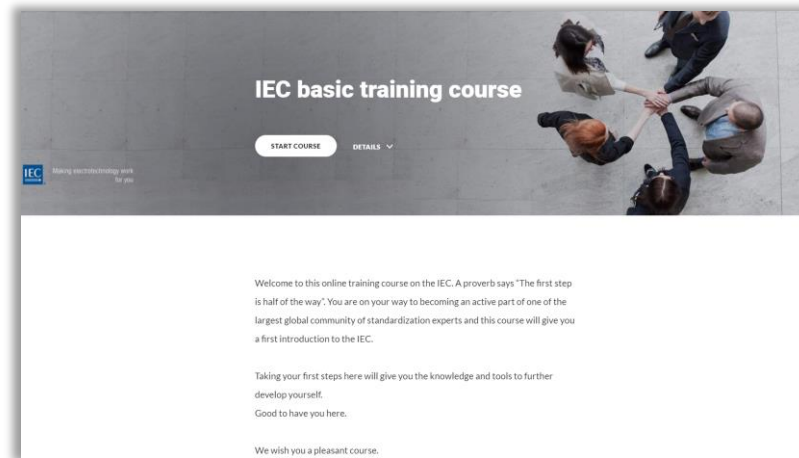 IEC basic training course
START COURSE
DETAILS
IEC
Making electrotechnology work
for you
Welcome to this online training course on the IEC. A proverb says "The first step
is half of the way". You are on your way to becoming an active part of one of the
largest global community of standardization experts and this course will give you
a first introduction to the IEC.
Taking your first steps here will give you the knowledge and tools to further
develop yourself.
Good to have you here.
We wish you a pleasant course.